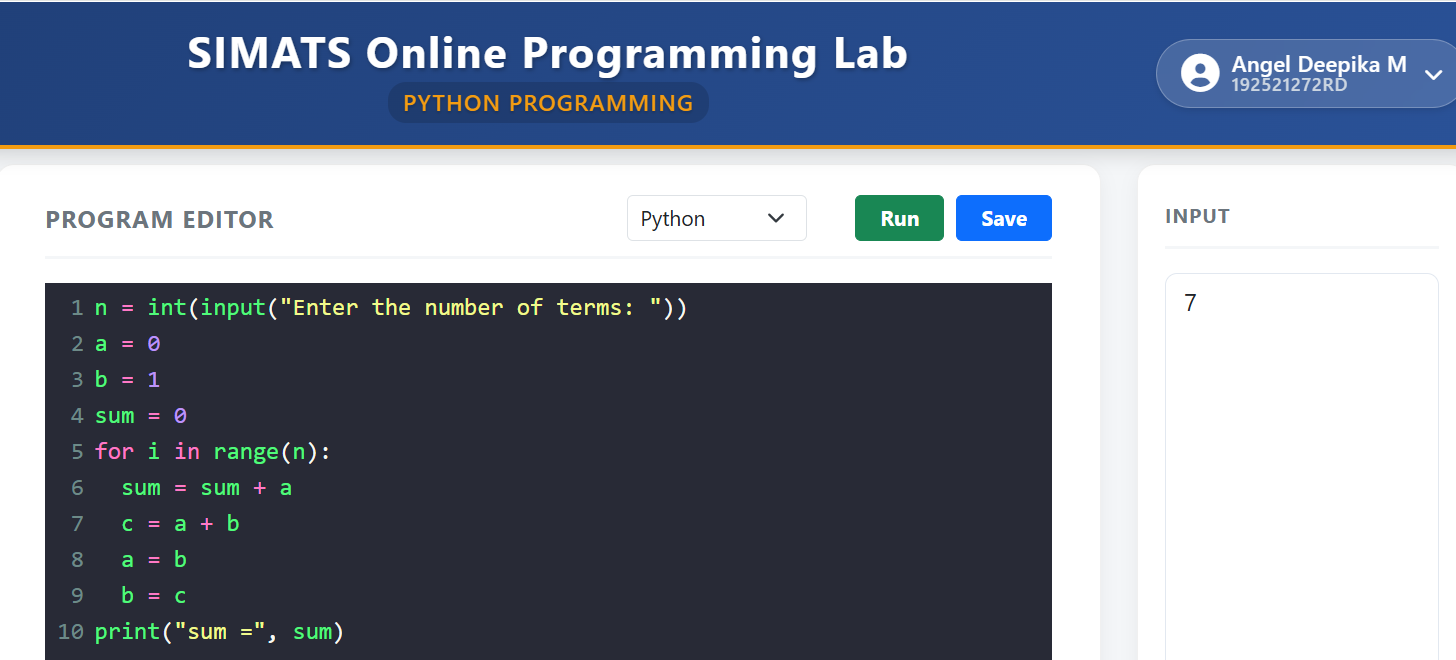 SIMATS Online Programming Lab
PYTHON PROGRAMMING
Angel Deepika M
192521272RD
PROGRAM EDITOR
Python
Run
Save
1 n = int(input("Enter the number of terms: "))
2 a = 0
3 b = 1
4 sum = 0
5 for i in range(n):
6   sum = sum + a
7   c = a + b
8   a = b
9   b = c
10 print("sum =", sum)
INPUT
7